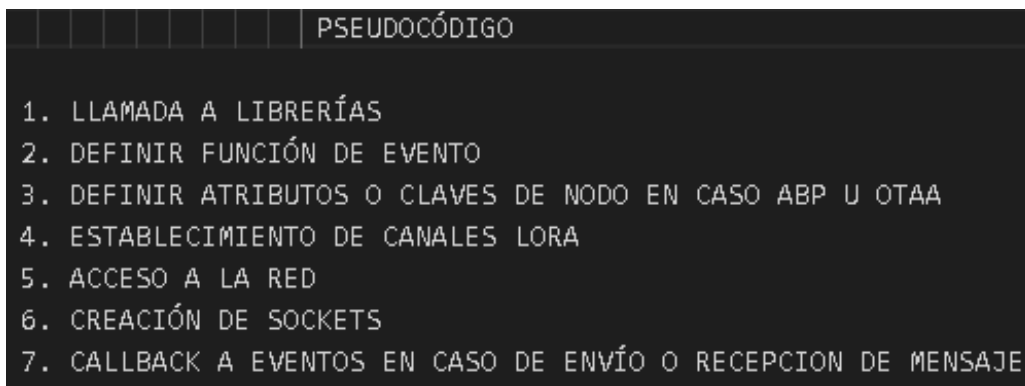 PSEUDOCÓDIGO
1. LLAMADA A LIBRERÍAS
2. DEFINIR FUNCIÓN DE EVENTO
3. DEFINIR ATRIBUTOS O CLAVES DE NODO EN CASO ABP U OTAA
4. ESTABLECIMIENTO DE CANALES LORA
5. ACCESO A LA RED
6. CREACIÓN DE SOCKETS
7. CALLBACK A EVENTOS EN CASO DE ENVÍO O RECEPCION DE MENSAJE